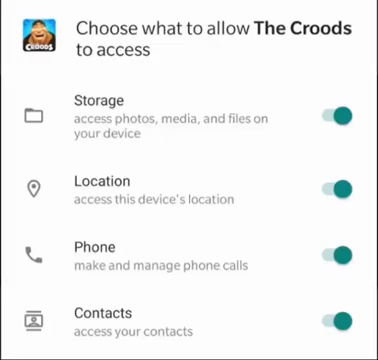 Choose what to allow The Croods
to access
CROODS
Storage
access photos, media, and files on
your device
Location
access this device's location
Phone
make and manage phone calls
Contacts
access your contacts